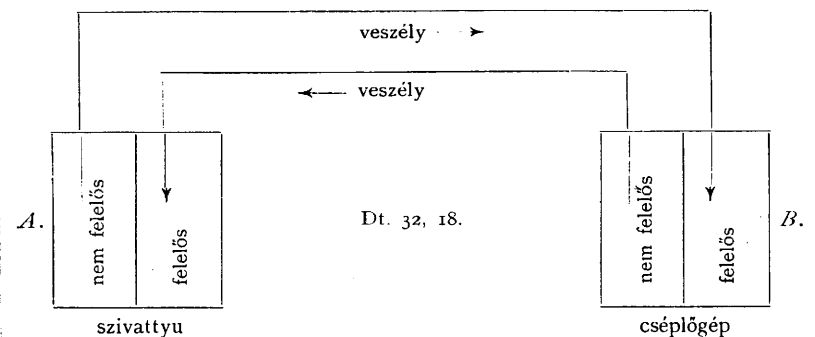 veszély
veszély
A.
nem felelős
felelős
Dt. 32, 18.
nem felelős
felelős
B.
szivattyu
cséplőgép